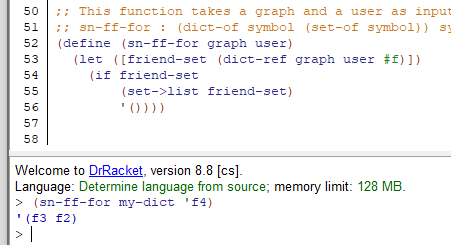 50 ;; This function takes a graph and a user as input
51 ;; sn-ff-for : (dict-of symbol (set-of symbol)) sy
52 (define (sn-ff-for graph user)
53 (let ([friend-set (dict-ref graph user #f)])
54 (if friend-set
55 (set->list friend-set)
56 '())))
57
58
Welcome to DrRacket, version 8.8 [cs].
Language: Determine language from source; memory limit: 128 MB.
> (sn-ff-for my-dict 'f4)
'(f3 f2)
>